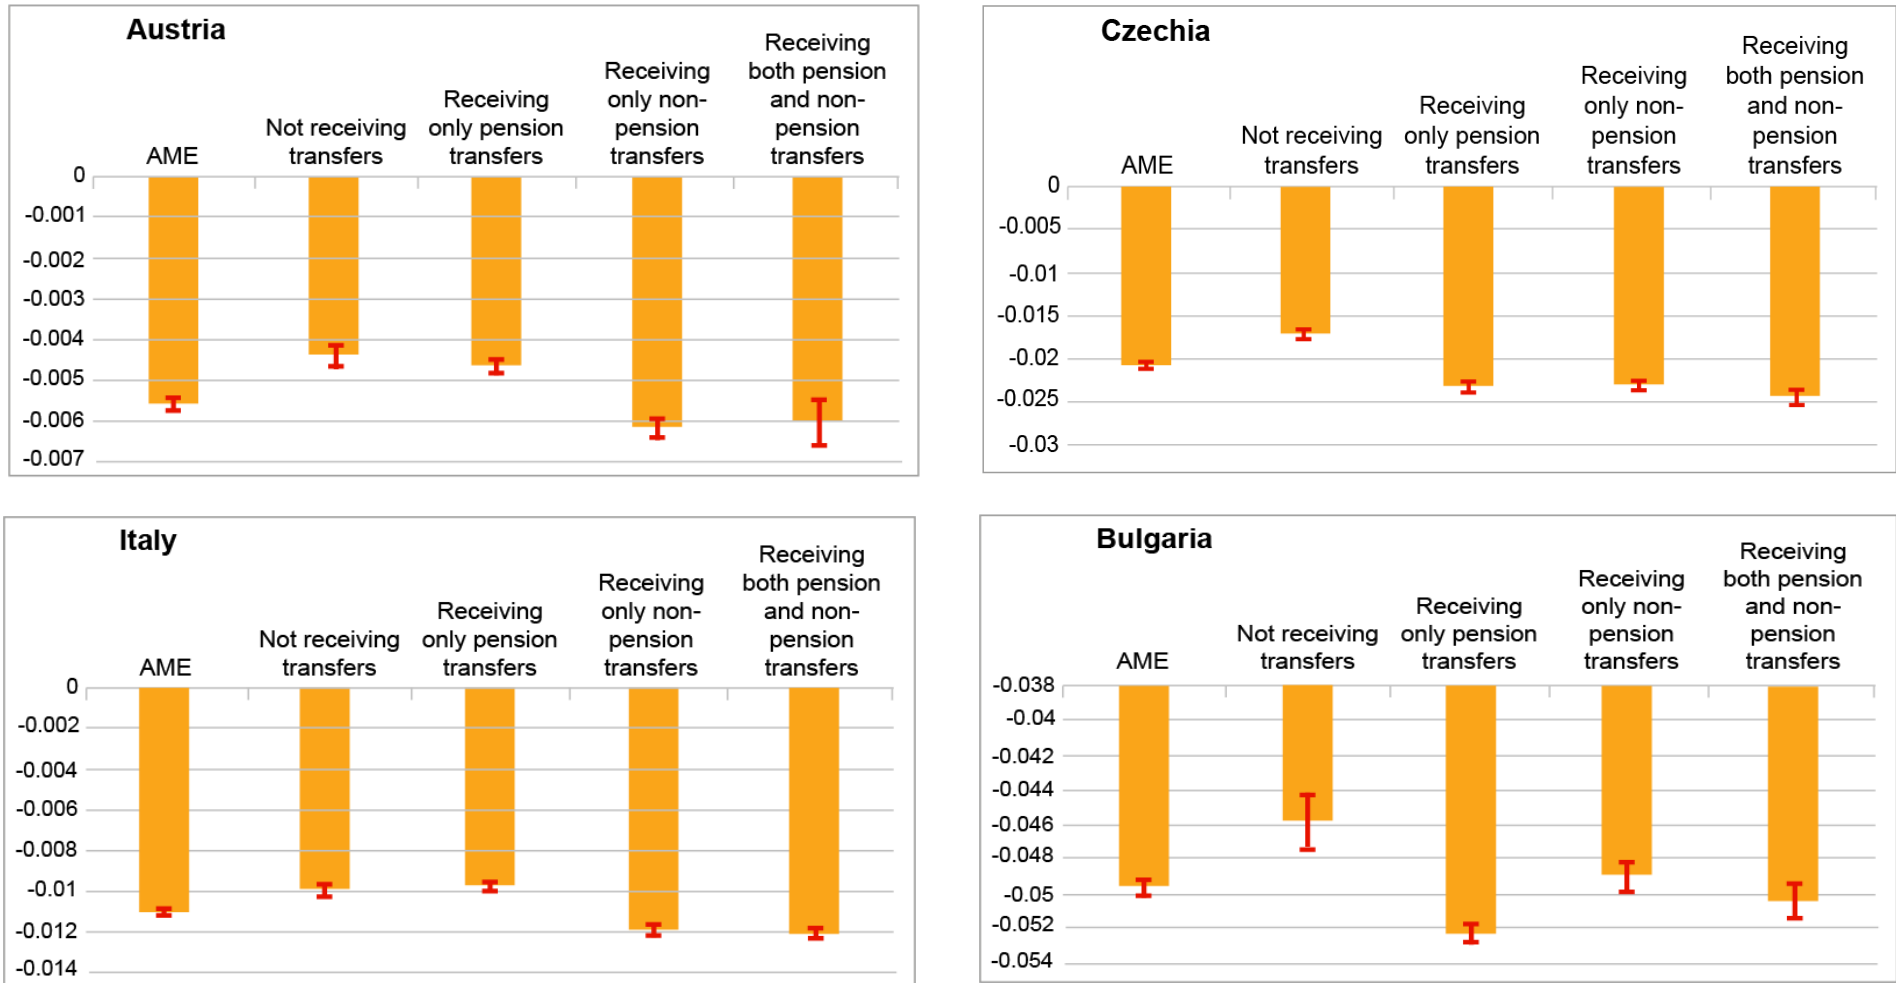 Austria
AME
Not receiving
transfers
Receiving
only pension
transfers
Receiving
only non-
pension
transfers
Receiving
both pension
and non-
pension
transfers
0
-0.001
-0.002
-0.003
-0.004
-0.005
-0.006
-0.007
Czechia
AME
Not receiving
transfers
Receiving
only pension
transfers
Receiving
only non-
pension
transfers
Receiving
both pension
and non-
pension
transfers
0
-0.005
-0.01
-0.015
-0.02
-0.025
-0.03
Italy
AME
Not receiving
transfers
Receiving
only pension
transfers
Receiving
only non-
pension
transfers
Receiving
both pension
and non-
pension
transfers
0
-0.002
-0.004
-0.006
-0.008
-0.01
-0.012
-0.014
Bulgaria
AME
Not receiving
transfers
Receiving
only pension
transfers
Receiving
only non-
pension
transfers
Receiving
both pension
and non-
pension
transfers
-0.038
-0.04
-0.042
-0.044
-0.046
-0.048
-0.05
-0.052
-0.054